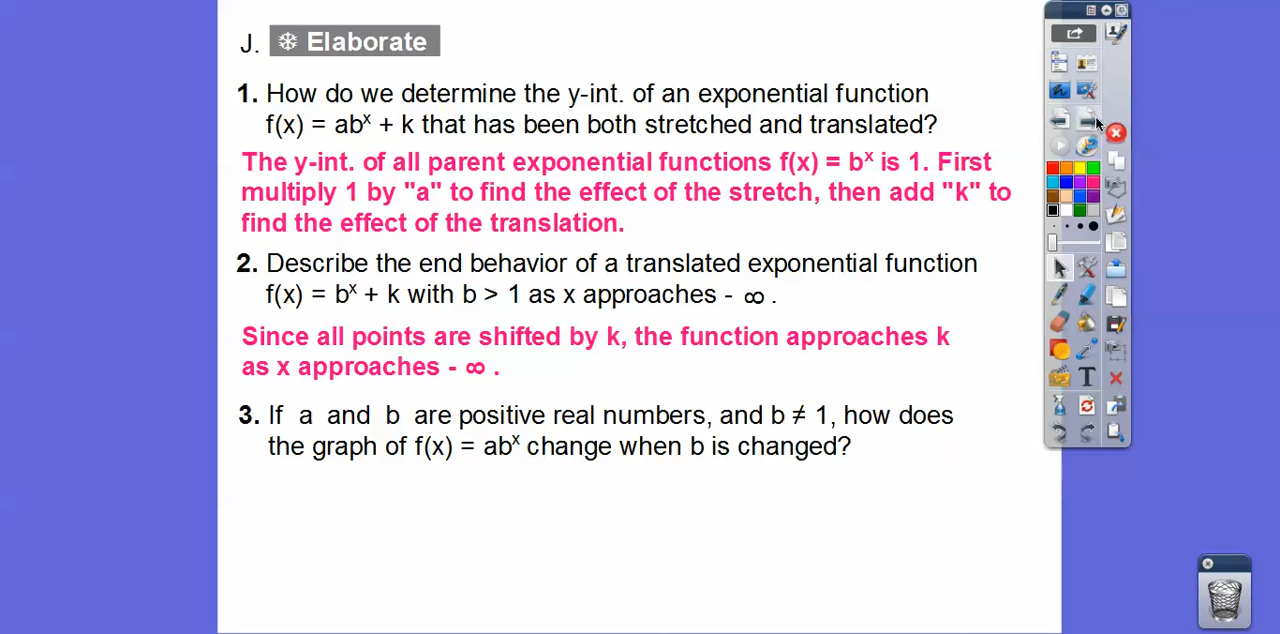 J. ❄ Elaborate
1. How do we determine the y-int. of an exponential function
f(x) = abˣ + k that has been both stretched and translated?
The y-int. of all parent exponential functions f(x) = bˣ is 1. First
multiply 1 by "a" to find the effect of the stretch, then add "k" to
find the effect of the translation.
2. Describe the end behavior of a translated exponential function
f(x) = bˣ + k with b > 1 as x approaches - ∞ .
Since all points are shifted by k, the function approaches k
as x approaches - ∞ .
3. If a and b are positive real numbers, and b ≠ 1, how does
the graph of f(x) = abˣ change when b is changed?
T